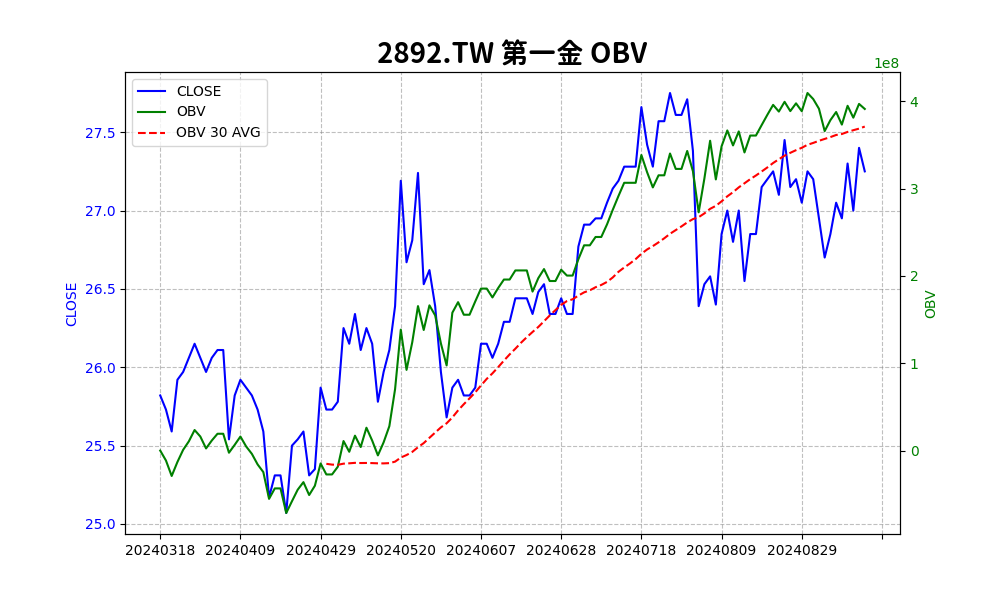 2892.TW 第一金 OBV
1e8
CLOSE
OBV
OBV 30 AVG
27.5
27.0
26.5
26.0
25.5
25.0
CLOSE
4
3
2
1
0
OBV
20240318 20240409 20240429 20240520 20240607 20240628 20240718 20240809 20240829